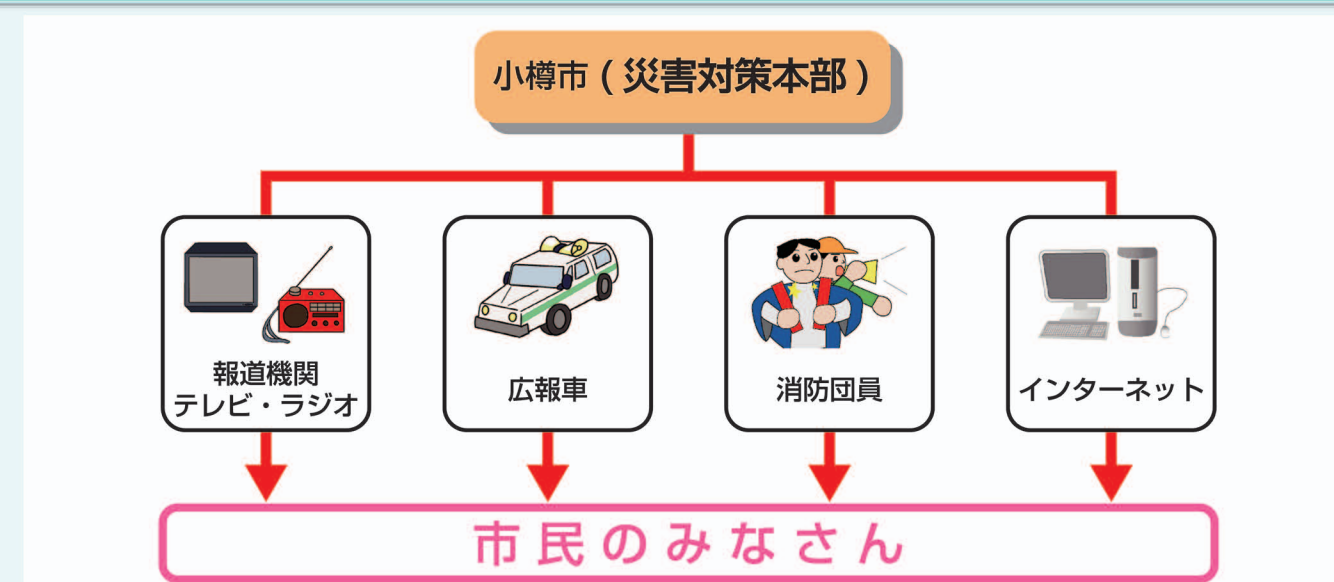 小樽市(災害対策本部)
報道機関
テレビ・ラジオ
広報車
消防団員
インターネット
市民のみなさん